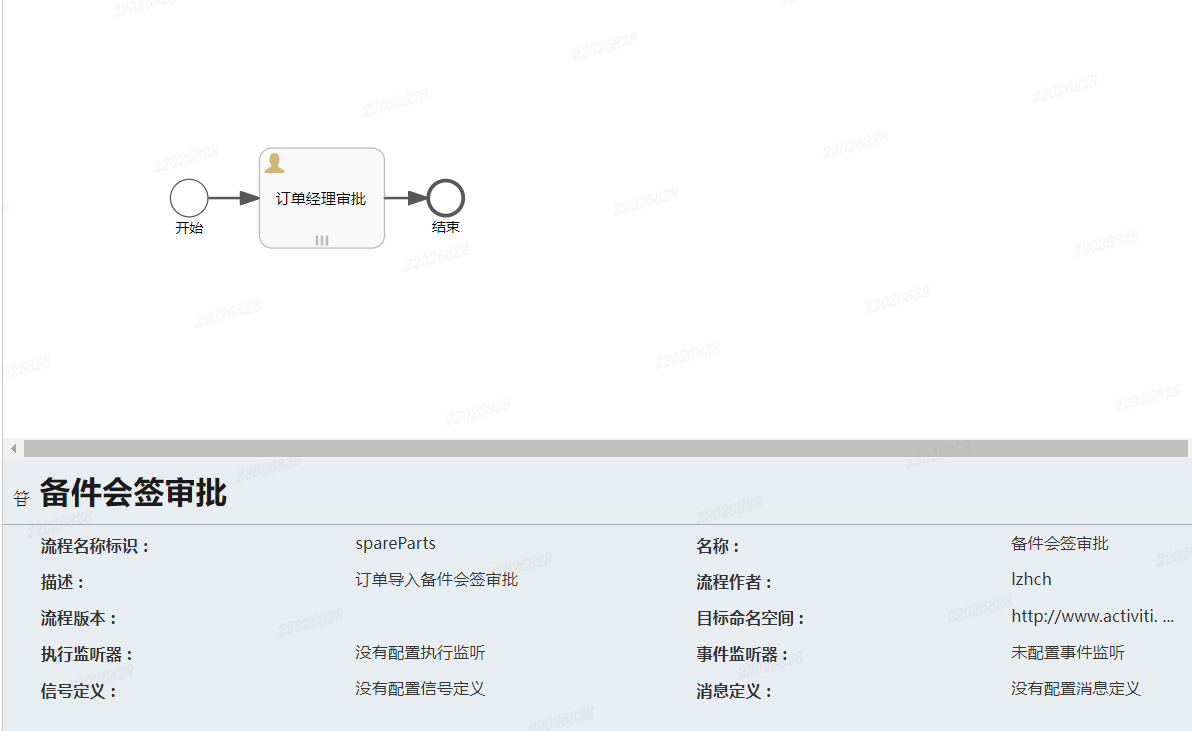 订单经理审批
开始
结束
备件会签审批
流程名称标识： spareParts 名称： 备件会签审批
描述： 订单导入备件会签审批 流程作者： lzhch
流程版本： 目标命名空间： http://www.activiti. ...
执行监听器： 没有配置执行监听 事件监听器： 未配置事件监听
信号定义： 没有配置信号定义 消息定义： 没有配置消息定义
22026828